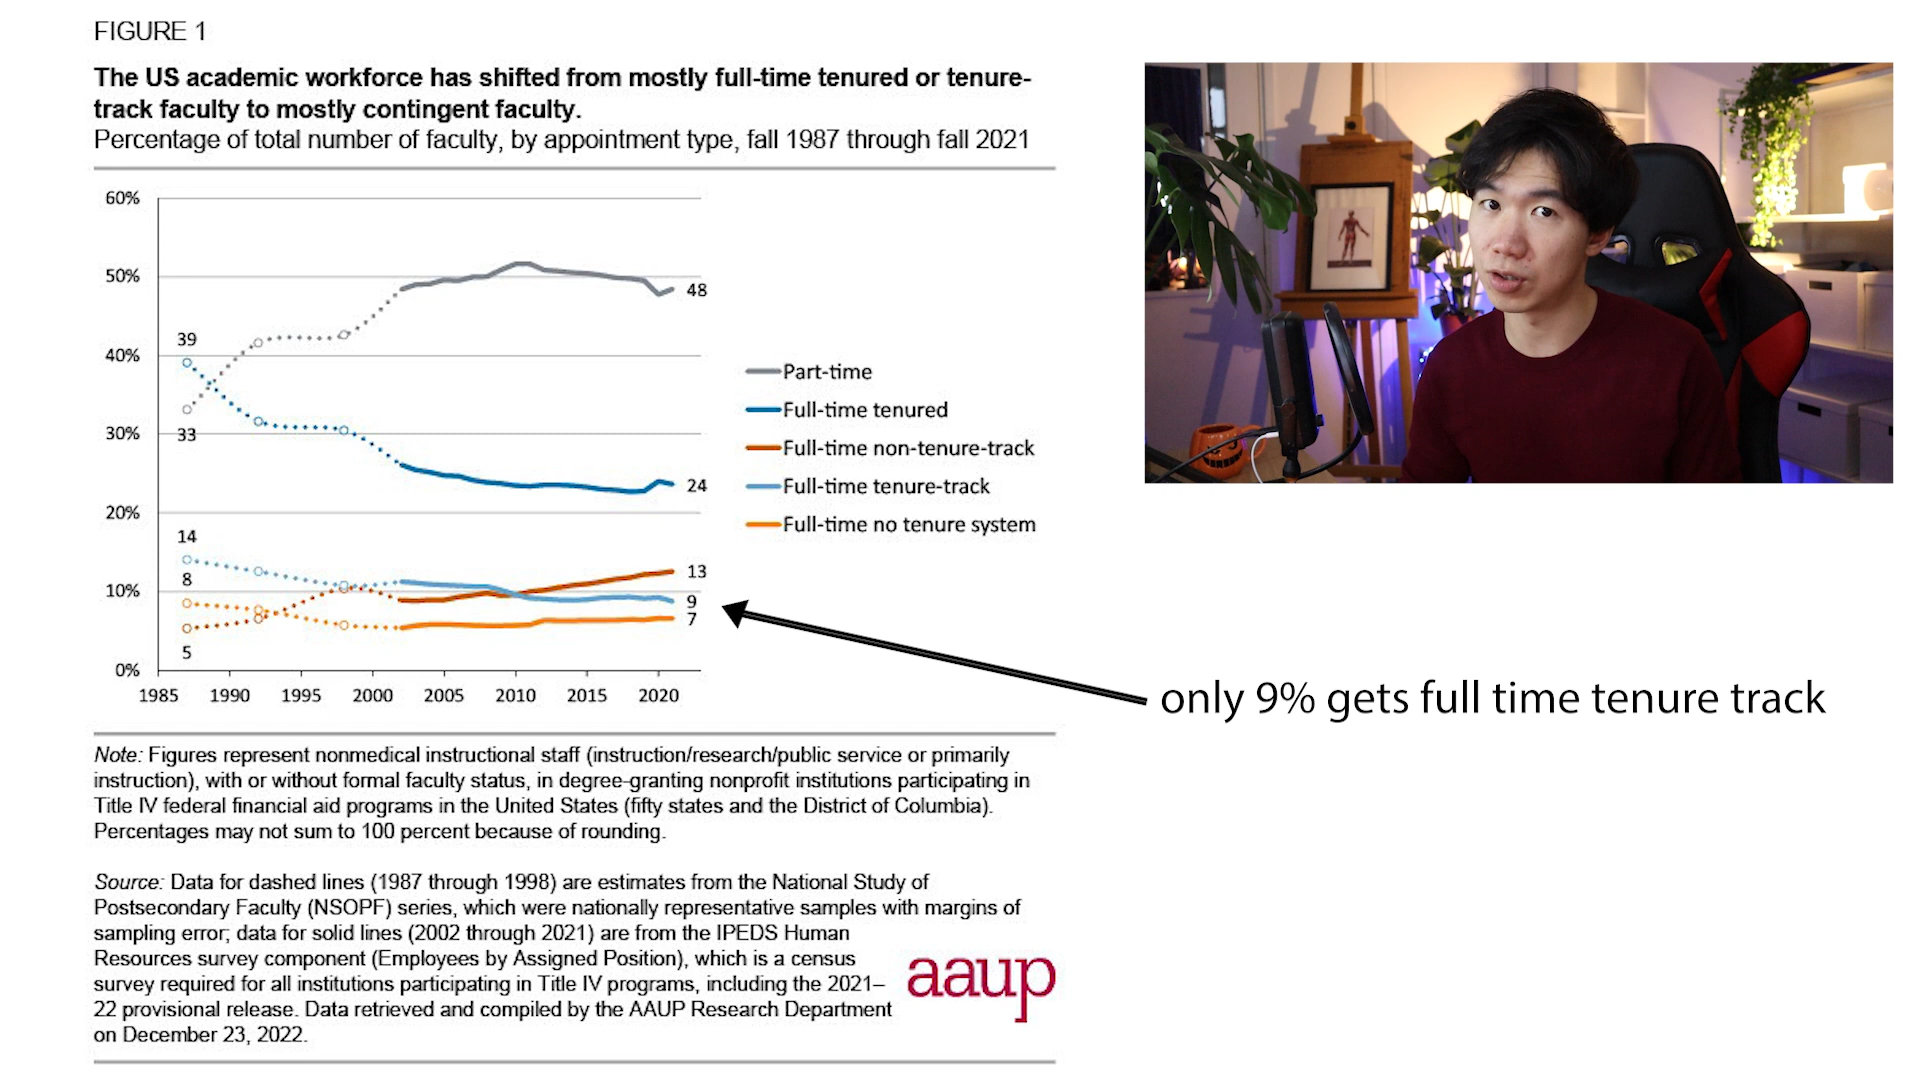 FIGURE 1
The US academic workforce has shifted from mostly full-time tenured or tenure-
track faculty to mostly contingent faculty.
Percentage of total number of faculty, by appointment type, fall 1987 through fall 2021
60%
50%
40%
30%
20%
10%
0%
39
33
14
8
5
48
24
13
9
7
1985 1990 1995 2000 2005 2010 2015 2020
Part-time
Full-time tenured
Full-time non-tenure-track
Full-time tenure-track
Full-time no tenure system
only 9% gets full time tenure track
Note: Figures represent nonmedical instructional staff (instruction/research/public service or primarily
instruction), with or without formal faculty status, in degree-granting nonprofit institutions participating in
Title IV federal financial aid programs in the United States (fifty states and the District of Columbia).
Percentages may not sum to 100 percent because of rounding.
Source: Data for dashed lines (1987 through 1998) are estimates from the National Study of
Postsecondary Faculty (NSOPF) series, which were nationally representative samples with margins of
sampling error; data for solid lines (2002 through 2021) are from the IPEDS Human
Resources survey component (Employees by Assigned Position), which is a census
survey required for all institutions participating in Title IV programs, including the 2021–
22 provisional release. Data retrieved and compiled by the AAUP Research Department
on December 23, 2022.
aaup